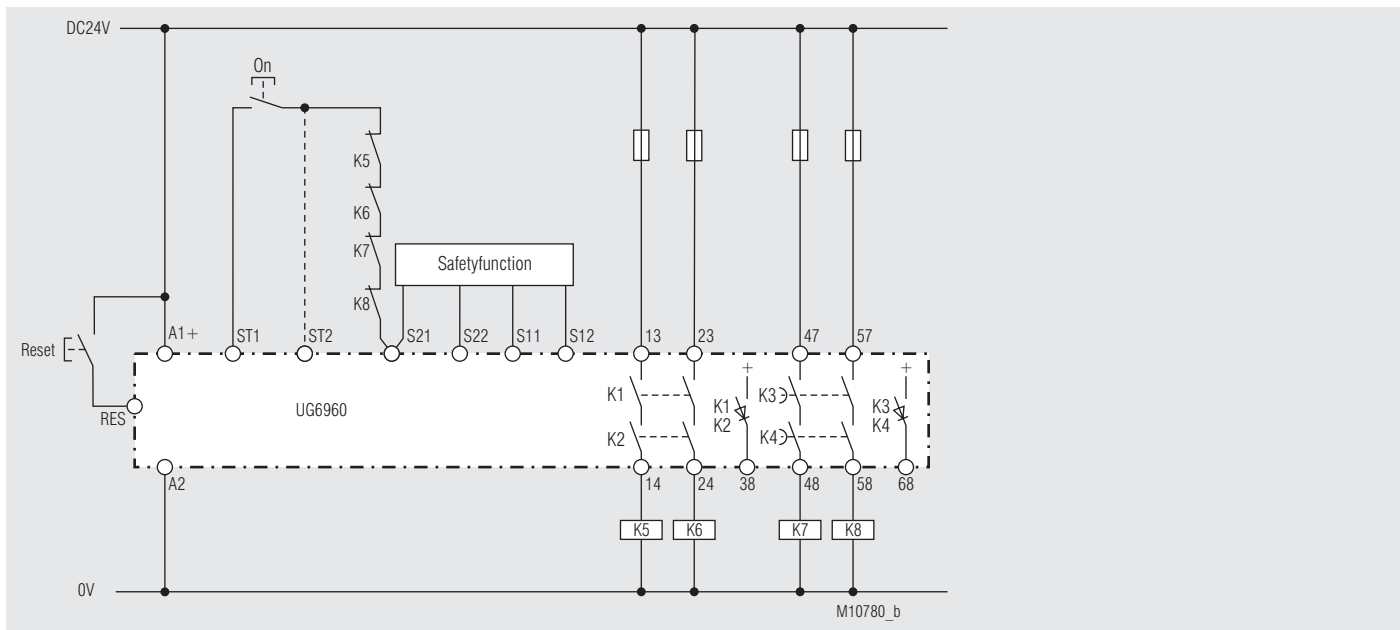 DC24V
On
K5
K6
K7
K8
Safetyfunction
Reset
A1+
ST1
ST2
S21
S22
S11
S12
13
23
47
57
RES
UG6960
K1
K2
+
K1
K2
K3
K4
+
K3
K4
A2
14
24
38
48
58
68
K5
K6
K7
K8
0V
M10780_b